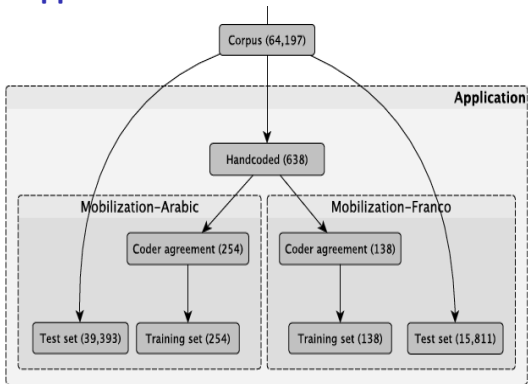 Corpus (64,197)
Application
Handcoded (638)
Mobilization-Arabic
Mobilization-Franco
Coder agreement (254)
Coder agreement (138)
Test set (39,393)
Training set (254)
Training set (138)
Test set (15,811)